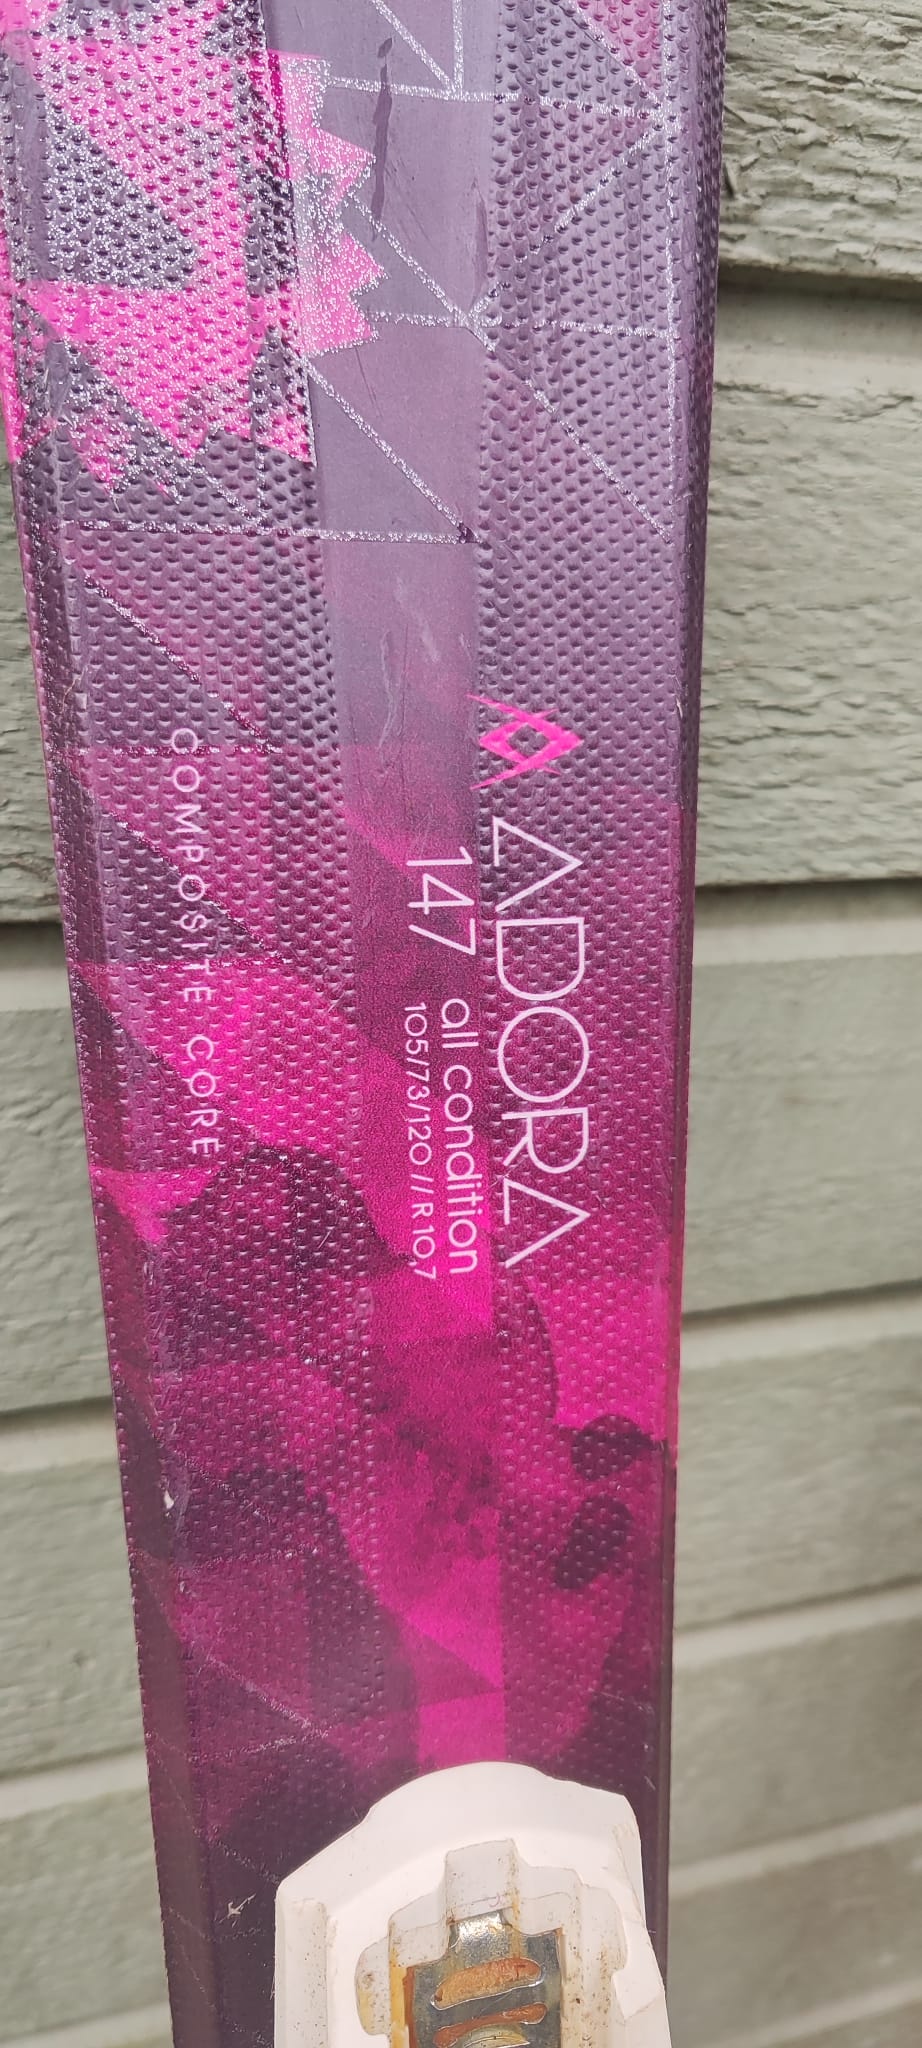 ADORA
147 all condition
105/73/120 // R 10,7
COMPOSITE CORE